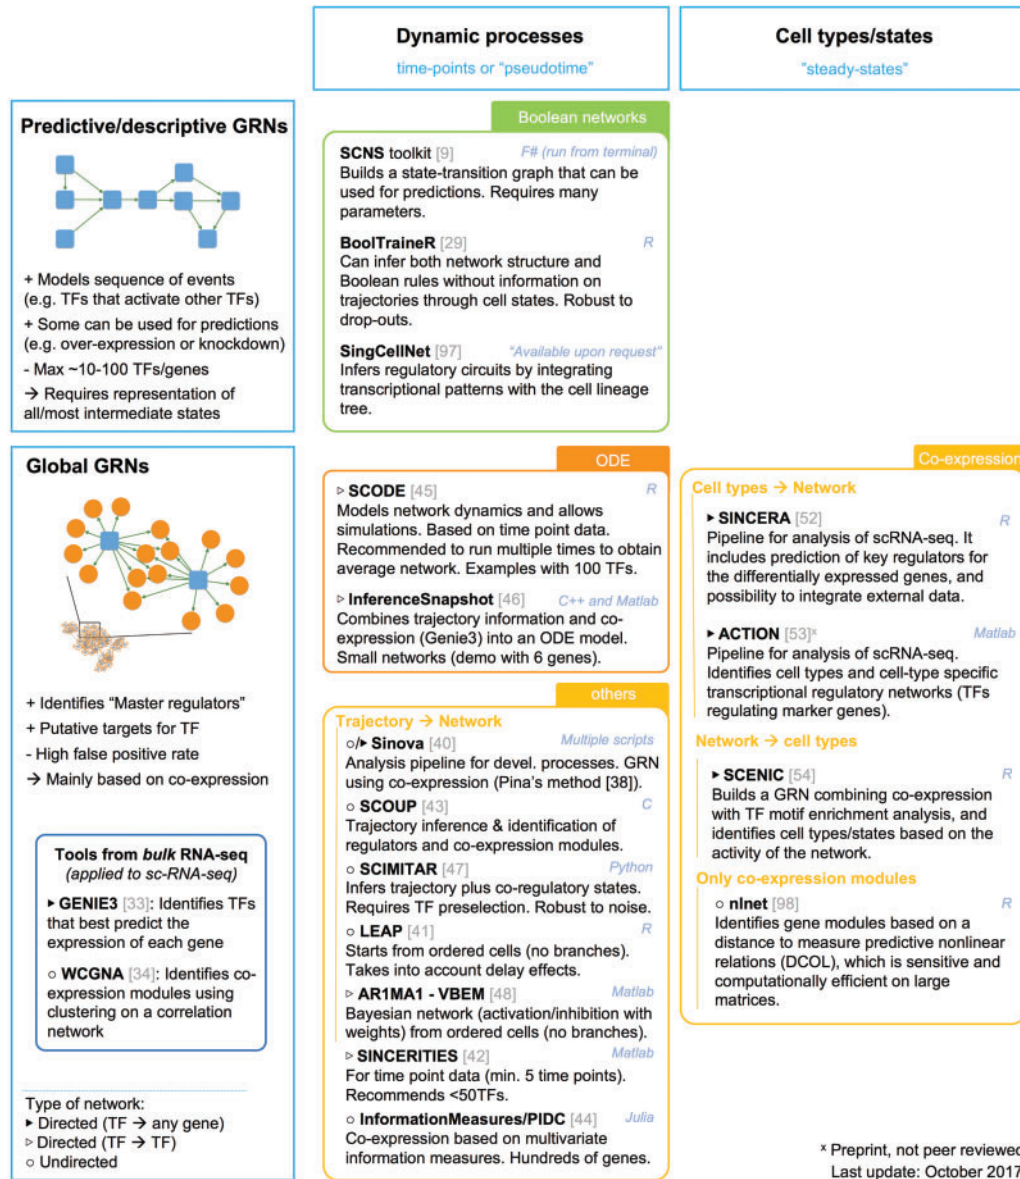 Dynamic processes
time-points or “pseudotime”
Cell types/states
"steady-states"
Predictive/descriptive GRNs
+ Models sequence of events
(e.g. TFs that activate other TFs)
+ Some can be used for predictions
(e.g. over-expression or knockdown)
- Max ~10-100 TFs/genes
→ Requires representation of
all/most intermediate states
Boolean networks
SCNS toolkit [9] F# (run from terminal)
Builds a state-transition graph that can be
used for predictions. Requires many
parameters.
BoolTraineR [29] R
Can infer both network structure and
Boolean rules without information on
trajectories through cell states. Robust to
drop-outs.
SingCellNet [97] “Available upon request”
Infers regulatory circuits by integrating
transcriptional patterns with the cell lineage
tree.
Global GRNs
+ Identifies “Master regulators”
+ Putative targets for TF
- High false positive rate
→ Mainly based on co-expression
Tools from bulk RNA-seq
(applied to sc-RNA-seq)
▸ GENIE3 [33]: Identifies TFs
that best predict the
expression of each gene
○ WCGNA [34]: Identifies co-
expression modules using
clustering on a correlation
network
Type of network:
▸ Directed (TF → any gene)
▹ Directed (TF → TF)
○ Undirected
ODE
▹ SCODE [45] R
Models network dynamics and allows
simulations. Based on time point data.
Recommended to run multiple times to obtain
average network. Examples with 100 TFs.
▹ InferenceSnapshot [46] C++ and Matlab
Combines trajectory information and co-
expression (Genie3) into an ODE model.
Small networks (demo with 6 genes).
others
Trajectory → Network
○/▸ Sinova [40] Multiple scripts
Analysis pipeline for devel. processes. GRN
using co-expression (Pina’s method [38]).
○ SCOUP [43] C
Trajectory inference & identification of
regulators and co-expression modules.
○ SCIMITAR [47] Python
Infers trajectory plus co-regulatory states.
Requires TF preselection. Robust to noise.
○ LEAP [41] R
Starts from ordered cells (no branches).
Takes into account delay effects.
▹ AR1MA1 - VBEM [48] Matlab
Bayesian network (activation/inhibition with
weights) from ordered cells (no branches).
▹ SINCERITIES [42] Matlab
For time point data (min. 5 time points).
Recommends <50TFs.
○ InformationMeasures/PIDC [44] Julia
Co-expression based on multivariate
information measures. Hundreds of genes.
Co-expression
Cell types → Network
▸ SINCERA [52] R
Pipeline for analysis of scRNA-seq. It
includes prediction of key regulators for
the differentially expressed genes, and
possibility to integrate external data.
▸ ACTION [53]ˣ Matlab
Pipeline for analysis of scRNA-seq.
Identifies cell types and cell-type specific
transcriptional regulatory networks (TFs
regulating marker genes).
Network → cell types
▸ SCENIC [54] R
Builds a GRN combining co-expression
with TF motif enrichment analysis, and
identifies cell types/states based on the
activity of the network.
Only co-expression modules
○ nlnet [98] R
Identifies gene modules based on a
distance to measure predictive nonlinear
relations (DCOL), which is sensitive and
computationally efficient on large
matrices.
ˣ Preprint, not peer reviewed
Last update: October 2017